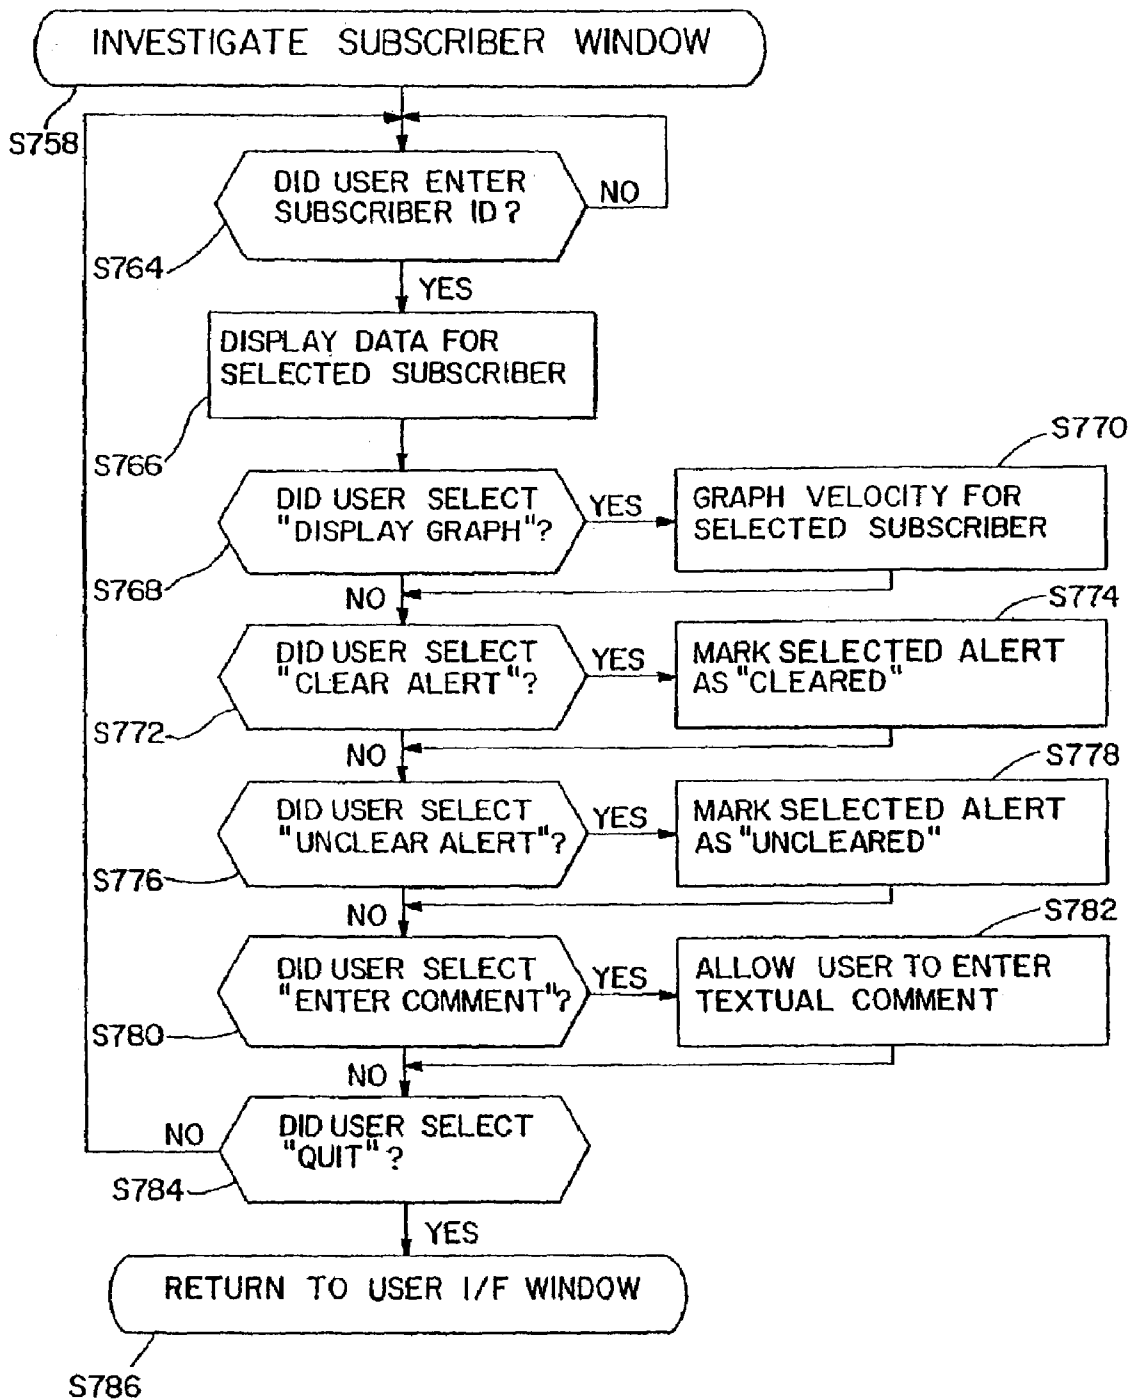 INVESTIGATE SUBSCRIBER WINDOW
S758
DID USER ENTER
SUBSCRIBER ID?
NO
S764
YES
DISPLAY DATA FOR
SELECTED SUBSCRIBER
S766
S770
DID USER SELECT
"DISPLAY GRAPH"?
YES
GRAPH VELOCITY FOR
SELECTED SUBSCRIBER
S768
NO
S774
DID USER SELECT
"CLEAR ALERT"?
YES
MARK SELECTED ALERT
AS "CLEARED"
S772
NO
S778
DID USER SELECT
"UNCLEAR ALERT"?
YES
MARK SELECTED ALERT
AS "UNCLEARED"
S776
NO
S782
DID USER SELECT
"ENTER COMMENT"?
YES
ALLOW USER TO ENTER
TEXTUAL COMMENT
S780
NO
DID USER SELECT
"QUIT"?
NO
S784
YES
RETURN TO USER I/F WINDOW
S786